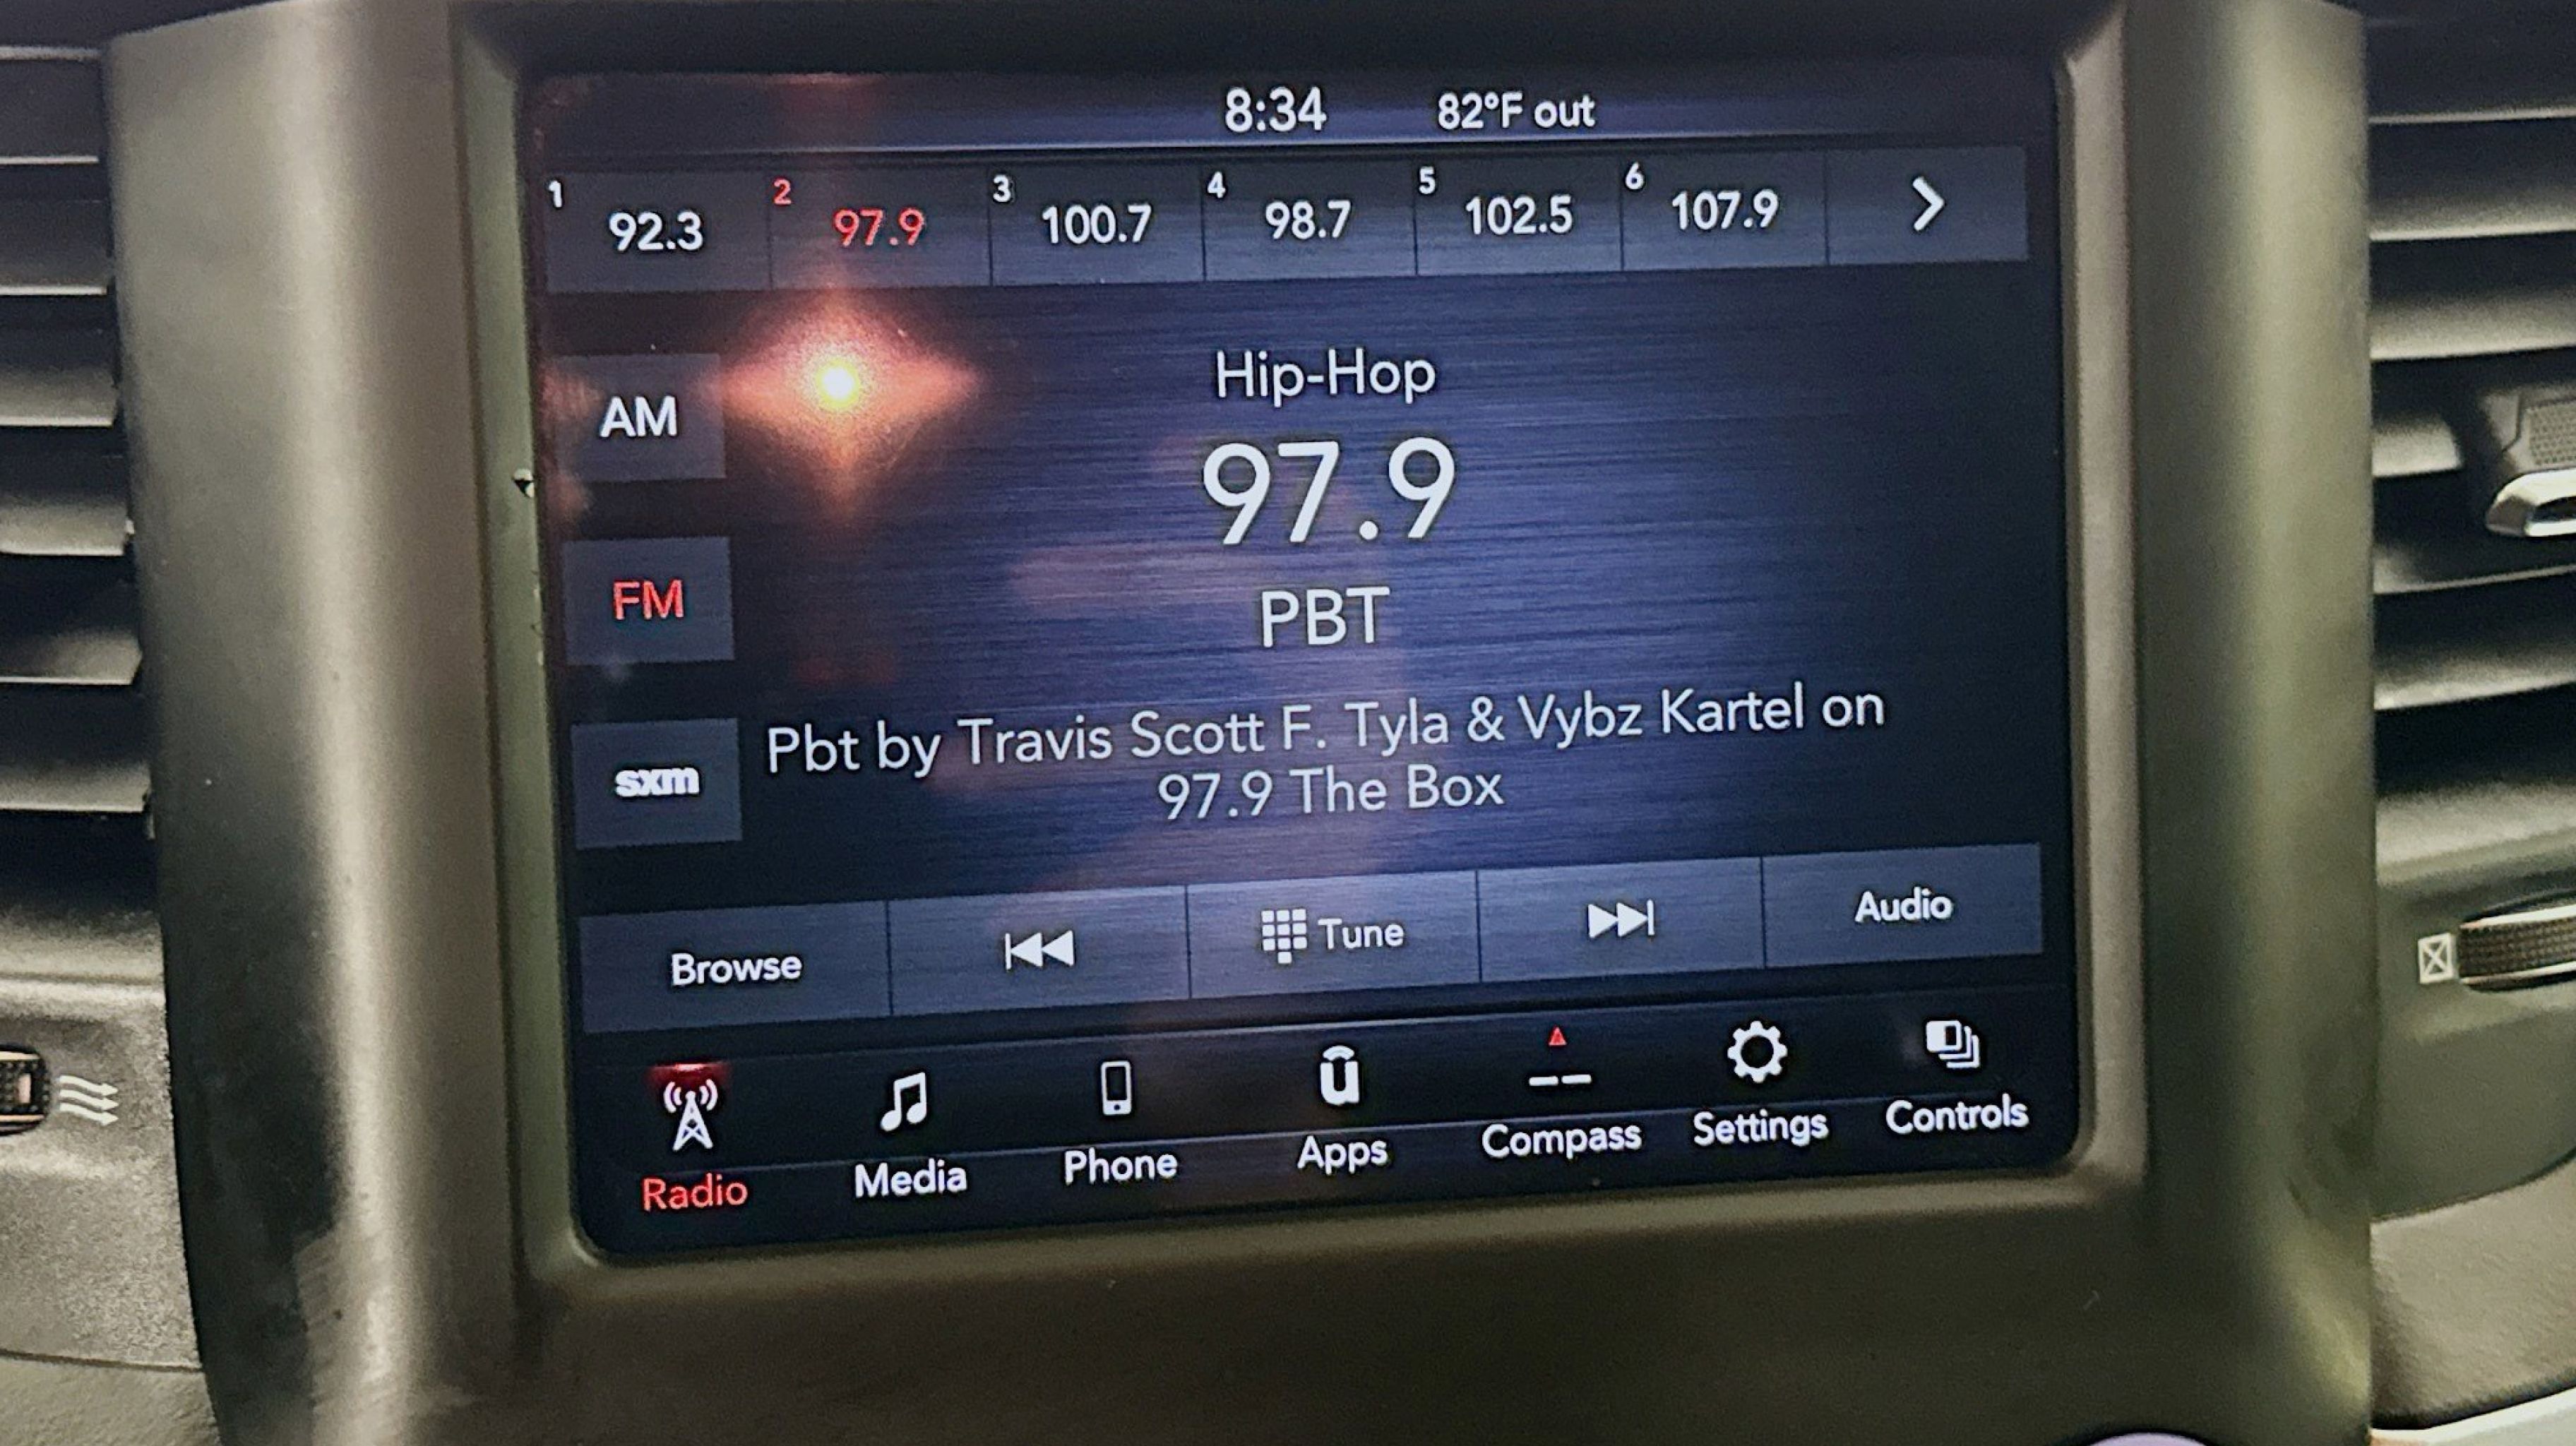 8:34 82°F out
1 92.3 2 97.9 3 100.7 4 98.7 5 102.5 6 107.9
Hip-Hop
AM
97.9
FM
PBT
Pbt by Travis Scott F. Tyla & Vybz Kartel on
sxm
97.9 The Box
Browse Tune Audio
Radio Media Phone Apps Compass Settings Controls